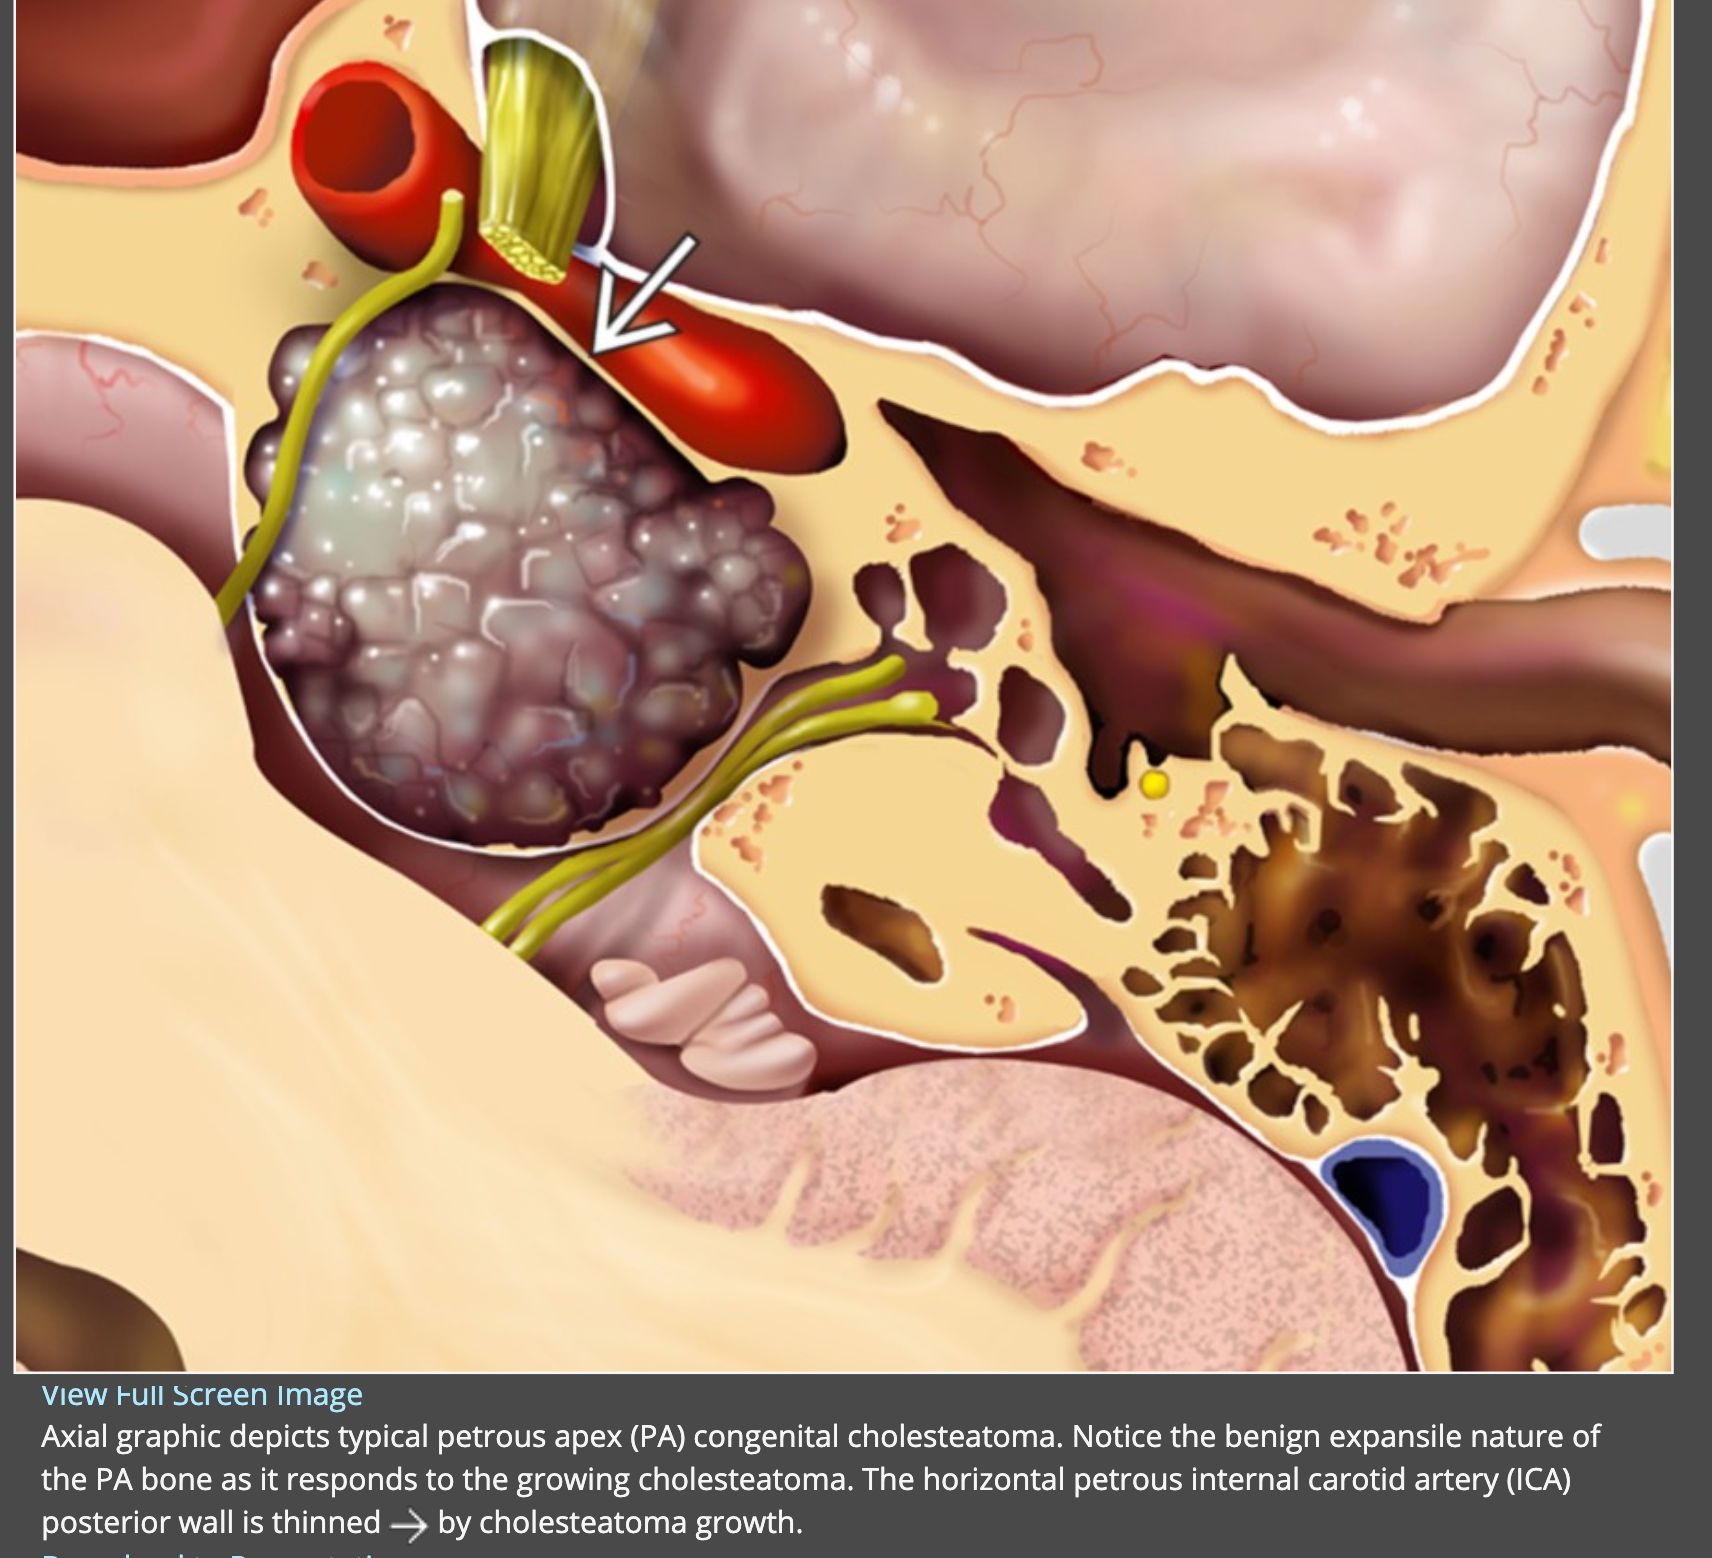 View Full Screen Image
Axial graphic depicts typical petrous apex (PA) congenital cholesteatoma. Notice the benign expansile nature of
the PA bone as it responds to the growing cholesteatoma. The horizontal petrous internal carotid artery (ICA)
posterior wall is thinned → by cholesteatoma growth.